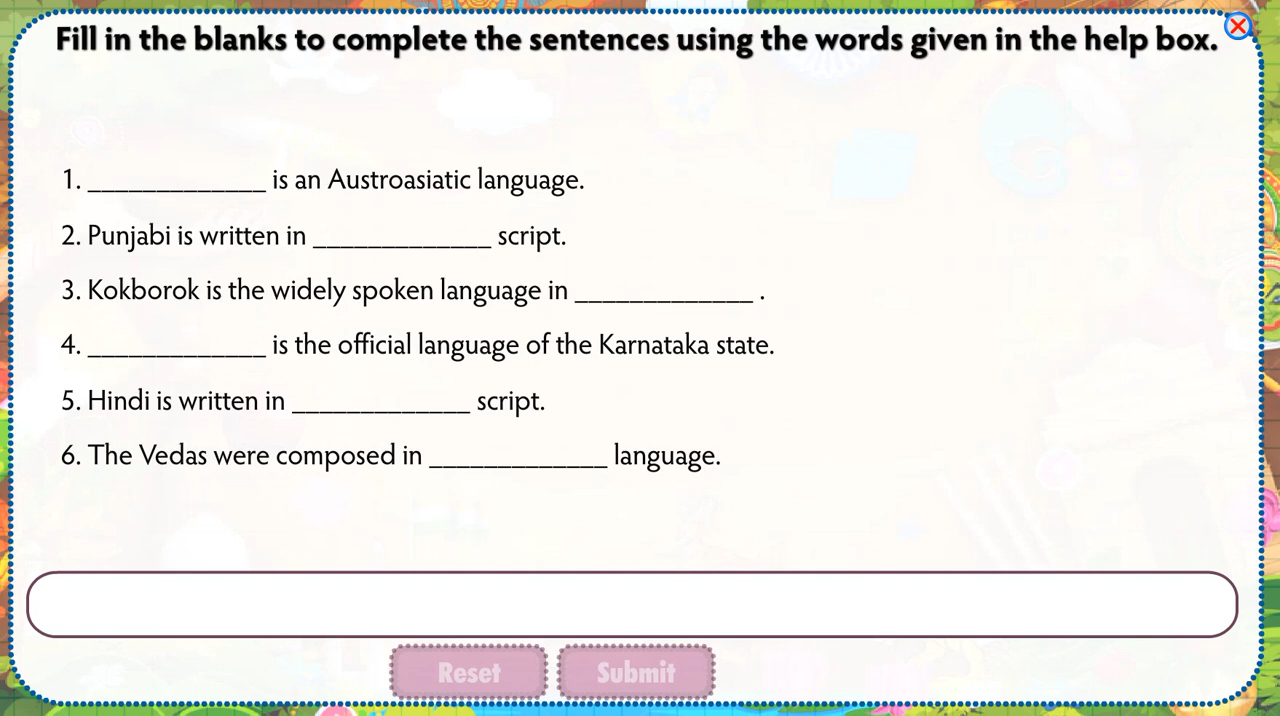 Fill in the blanks to complete the sentences using the words given in the help box.
1. _____________ is an Austroasiatic language.
2. Punjabi is written in _____________ script.
3. Kokborok is the widely spoken language in _____________ .
4. _____________ is the official language of the Karnataka state.
5. Hindi is written in _____________ script.
6. The Vedas were composed in _____________ language.
Reset Submit